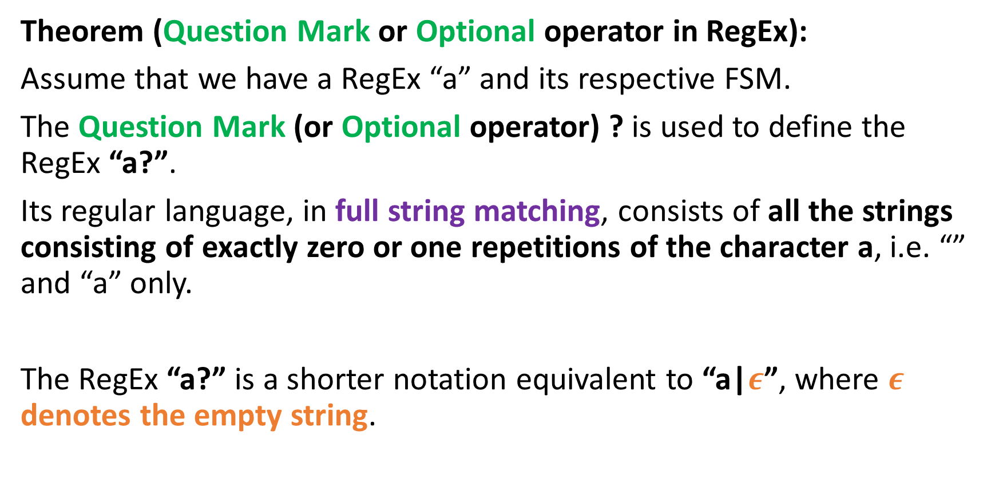 Theorem (Question Mark or Optional operator in RegEx):
Assume that we have a RegEx “a” and its respective FSM.
The Question Mark (or Optional operator) ? is used to define the
RegEx “a?”.
Its regular language, in full string matching, consists of all the strings
consisting of exactly zero or one repetitions of the character a, i.e. “”
and “a” only.
The RegEx “a?” is a shorter notation equivalent to “a|ϵ”, where ϵ
denotes the empty string.